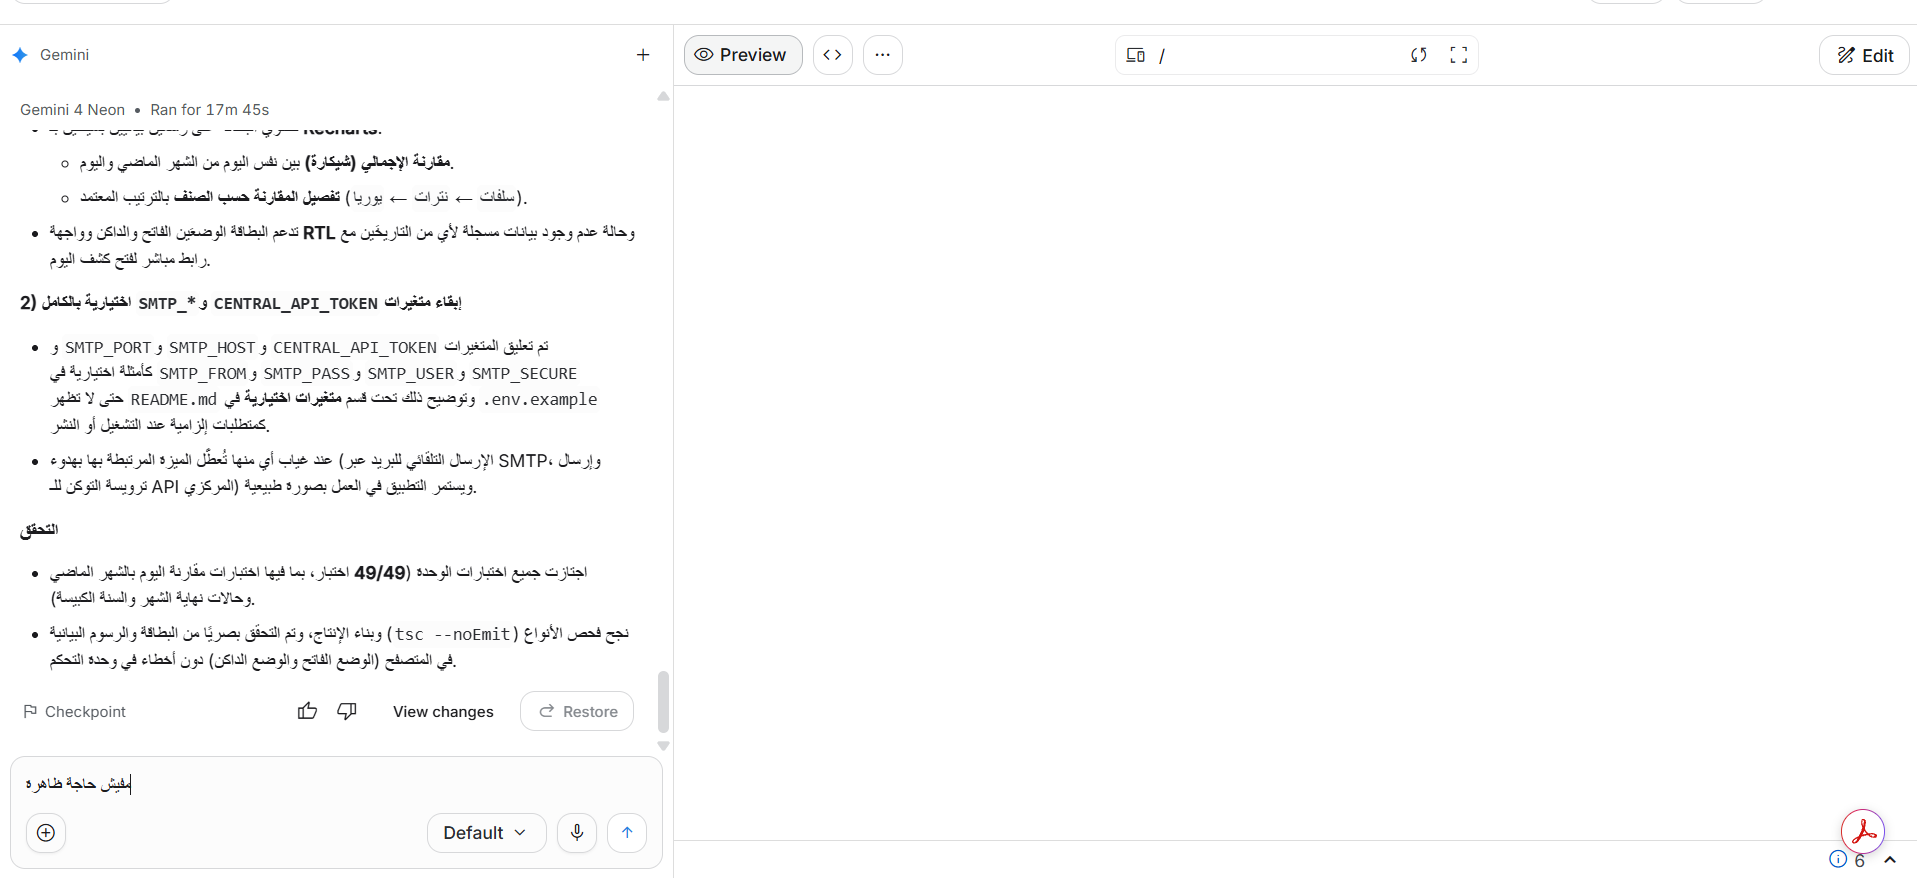 Gemini
Gemini 4 Neon • Ran for 17m 45s
Recharts.
مقارنة الإجمالي (شيكارة) بين نفس اليوم من الشهر الماضي واليوم.
تفصيل المقارنة حسب الصنف بالترتيب المعتمد (سلفات ← نترات ← يوريا).
تدعم البطاقة الوضعَين الفاتح والداكن وواجهة RTL وحالة عدم وجود بيانات مسجلة لأي من التاريخَين مع
رابط مباشر لفتح كشف اليوم.
2) إبقاء متغيرات CENTRAL_API_TOKEN و SMTP_* اختيارية بالكامل
تم تعليق المتغيرات CENTRAL_API_TOKEN و SMTP_HOST و SMTP_PORT و
SMTP_SECURE و SMTP_USER و SMTP_PASS و SMTP_FROM كأمثلة اختيارية في
.env.example وتوضيح ذلك تحت قسم متغيرات اختيارية في README.md حتى لا تظهر
كمتطلبات إلزامية عند التشغيل أو النشر.
عند غياب أي منها تُعطَّل الميزة المرتبطة بها بهدوء (الإرسال التلقائي للبريد عبر SMTP، وإرسال
ترويسة التوكن للـ API المركزي) ويستمر التطبيق في العمل بصورة طبيعية.
التحقق
اجتازت جميع اختبارات الوحدة (49/49 اختبار، بما فيها اختبارات مقارنة اليوم بالشهر الماضي
وحالات نهاية الشهر والسنة الكبيسة).
نجح فحص الأنواع (tsc --noEmit) وبناء الإنتاج، وتم التحقق بصريًا من البطاقة والرسوم البيانية
في المتصفح (الوضع الفاتح والوضع الداكن) دون أخطاء في وحدة التحكم.
Checkpoint
View changes
Restore
مفيش حاجة ظاهرة
Default
Preview
/
Edit
6